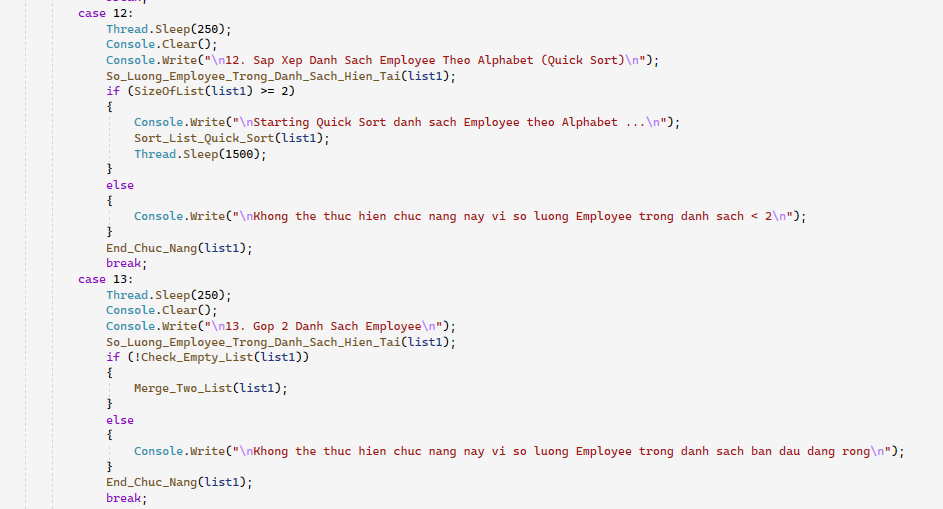 break;
case 12:
Thread.Sleep(250);
Console.Clear();
Console.Write("\n12. Sap Xep Danh Sach Employee Theo Alphabet (Quick Sort)\n");
So_Luong_Employee_Trong_Danh_Sach_Hien_Tai(list1);
if (SizeOfList(list1) >= 2)
{
Console.Write("\nStarting Quick Sort danh sach Employee theo Alphabet ...\n");
Sort_List_Quick_Sort(list1);
Thread.Sleep(1500);
}
else
{
Console.Write("\nKhong the thuc hien chuc nang nay vi so luong Employee trong danh sach < 2\n");
}
End_Chuc_Nang(list1);
break;
case 13:
Thread.Sleep(250);
Console.Clear();
Console.Write("\n13. Gop 2 Danh Sach Employee\n");
So_Luong_Employee_Trong_Danh_Sach_Hien_Tai(list1);
if (!Check_Empty_List(list1))
{
Merge_Two_List(list1);
}
else
{
Console.Write("\nKhong the thuc hien chuc nang nay vi so luong Employee trong danh sach ban dau dang rong\n");
}
End_Chuc_Nang(list1);
break;